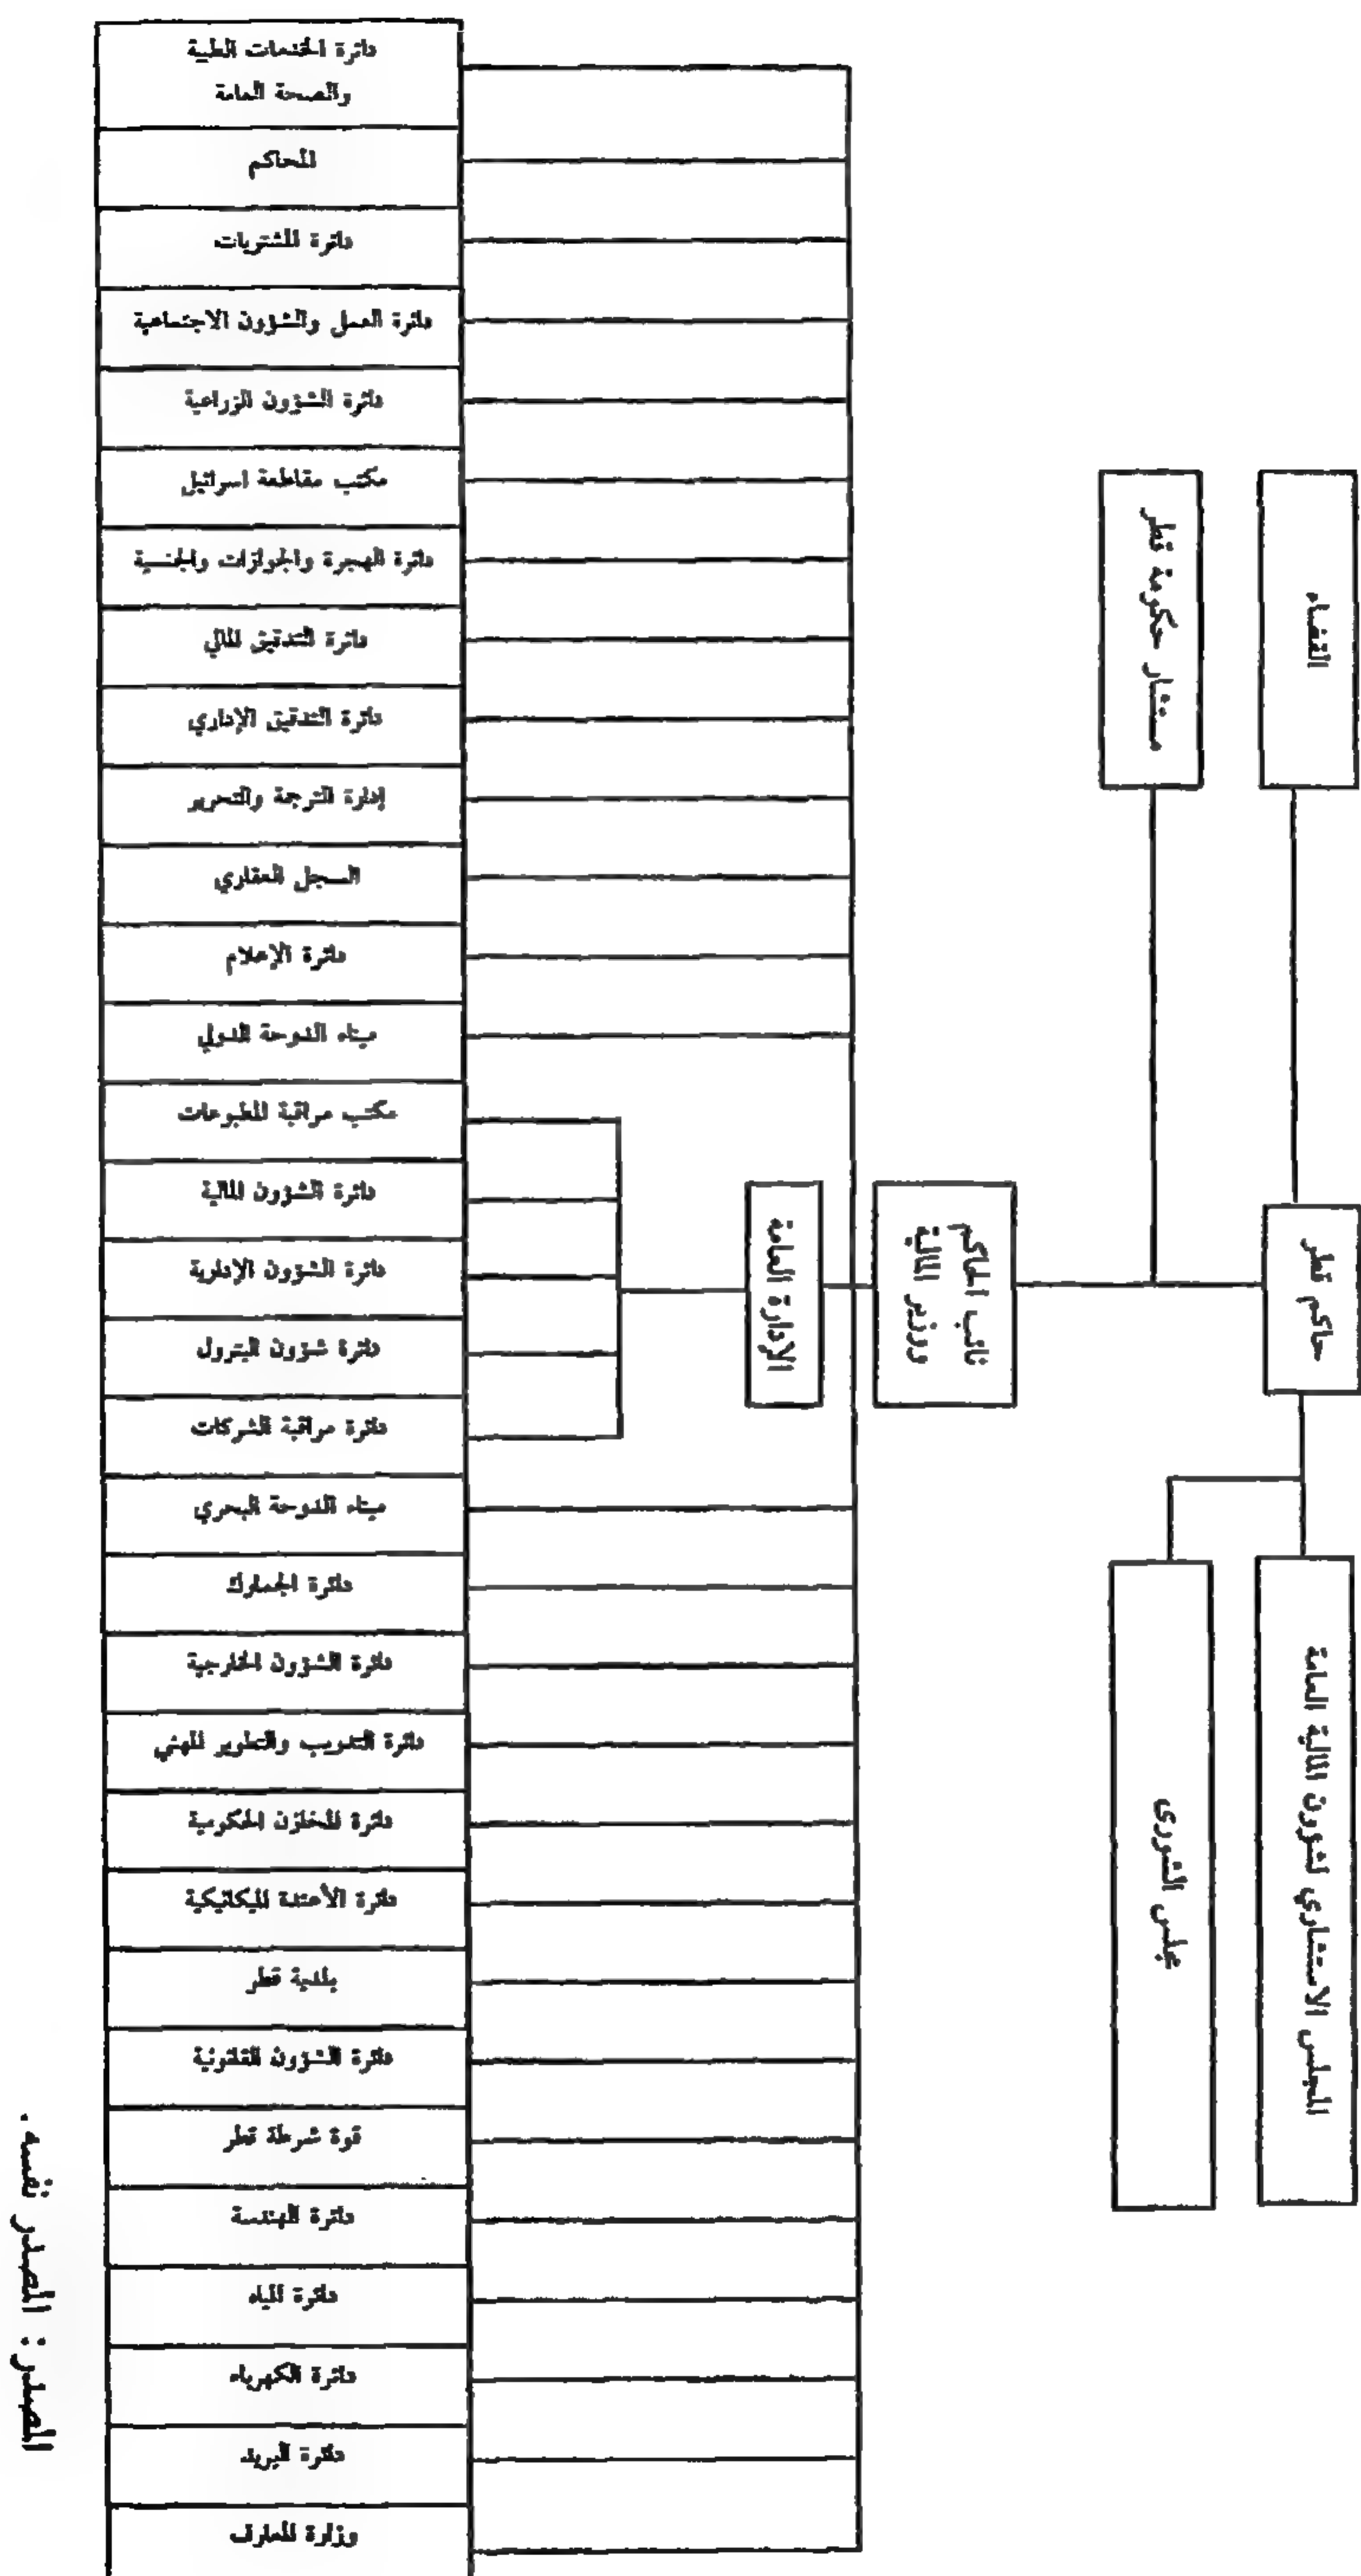 القضاء
مستشار حكومة قطر
حاكم قطر
نائب الحاكم
ووزير المالية
الإدارة العامة
المجلس الاستشاري لشؤون المالية العامة
مجلس الشورى
دائرة الخدمات الطبية
والصحة العامة
المحاكم
دائرة المشتريات
دائرة العمل والشؤون الاجتماعية
دائرة الشؤون الزراعية
مكتب مقاطعة اسرائيل
دائرة الهجرة والجوازات والجنسية
دائرة التدقيق المالي
دائرة التدقيق الإداري
إدارة الترجمة والتحرير
السجل العقاري
دائرة الإعلام
ميناء الدوحة الدولي
مكتب مراقبة المطبوعات
دائرة الشؤون المالية
دائرة الشؤون الإدارية
دائرة شؤون البترول
دائرة مراقبة الشركات
ميناء الدوحة البحري
دائرة الجمارك
دائرة الشؤون الخارجية
دائرة التدريب والتطوير المهني
دائرة المخازن الحكومية
دائرة الأعتدة الميكانيكية
بلدية قطر
دائرة الشؤون القانونية
قوة شرطة قطر
دائرة الهندسة
دائرة المياه
دائرة الكهرباء
دائرة البريد
وزارة المعارف
المصدر: المصدر نفسه.